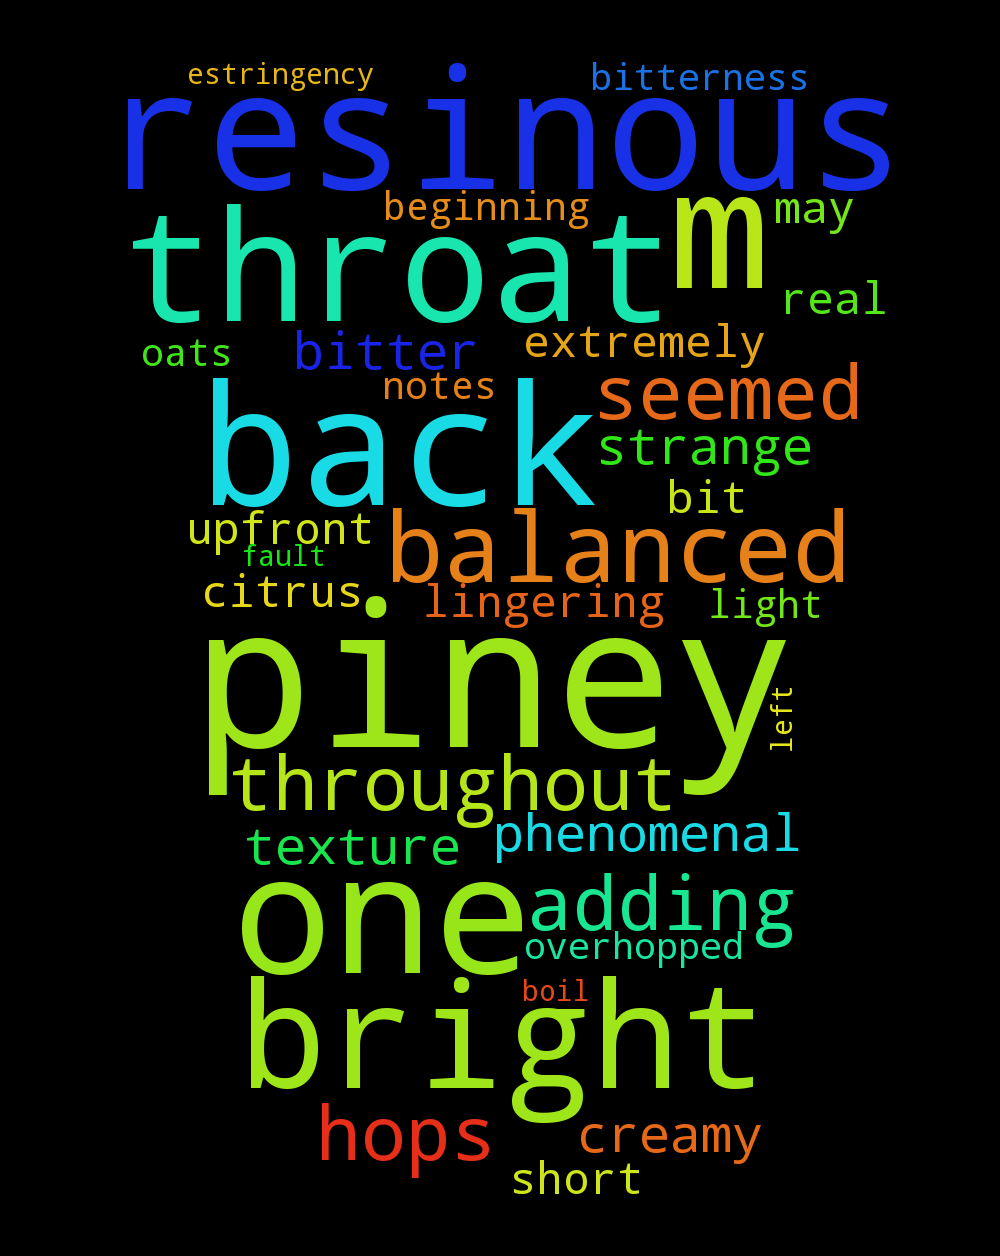 estringency bitterness
resinous
beginning m may
throat
real
oats bitter extremely
notes seemed
back strange
bit
upfront balanced
fault
citrus lingering light
piney
left
throughout
texture phenomenal
one adding
overhopped
boil
bright
hops creamy
short